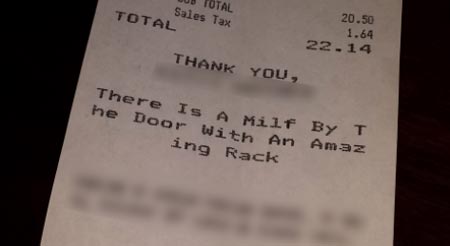 SUB TOTAL 20.50
Sales Tax 1.64
TOTAL 22.14
THANK YOU,
There Is A Milf By T
he Door With An Amaz
ing Rack